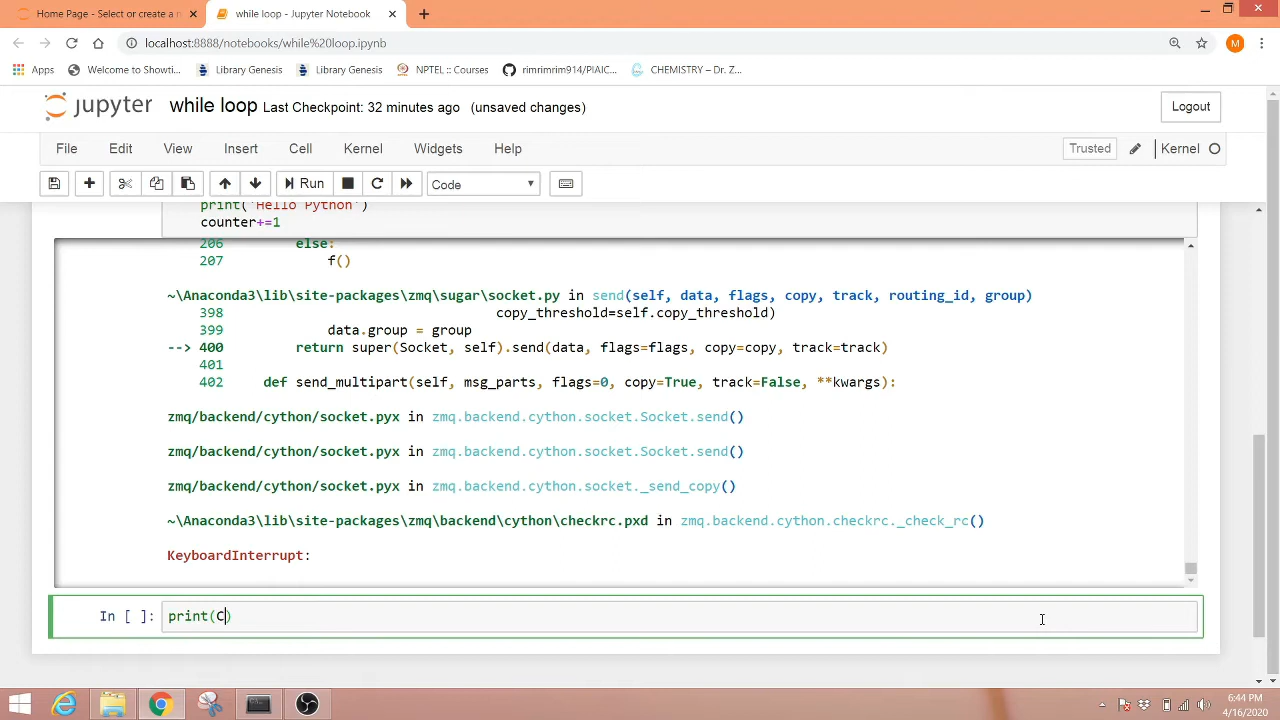 Home Page - Select or create a n
while loop - Jupyter Notebook
localhost:8888/notebooks/while%20loop.ipynb
M
Apps Welcome to Showti... Library Genesis Library Genesis NPTEL :: Courses rimrimrim914/PIAIC... CHEMISTRY – Dr. Z...
jupyter while loop Last Checkpoint: 32 minutes ago (unsaved changes) Logout
File Edit View Insert Cell Kernel Widgets Help Trusted Kernel
Run Code
print('Hello Python')
counter+=1
206 else:
207 f()
~\Anaconda3\lib\site-packages\zmq\sugar\socket.py in send(self, data, flags, copy, track, routing_id, group)
398 copy_threshold=self.copy_threshold)
399 data.group = group
--> 400 return super(Socket, self).send(data, flags=flags, copy=copy, track=track)
401
402 def send_multipart(self, msg_parts, flags=0, copy=True, track=False, **kwargs):
zmq/backend/cython/socket.pyx in zmq.backend.cython.socket.Socket.send()
zmq/backend/cython/socket.pyx in zmq.backend.cython.socket.Socket.send()
zmq/backend/cython/socket.pyx in zmq.backend.cython.socket._send_copy()
~\Anaconda3\lib\site-packages\zmq\backend\cython\checkrc.pxd in zmq.backend.cython.checkrc._check_rc()
KeyboardInterrupt:
In [ ]: print(C)
6:44 PM
4/16/2020